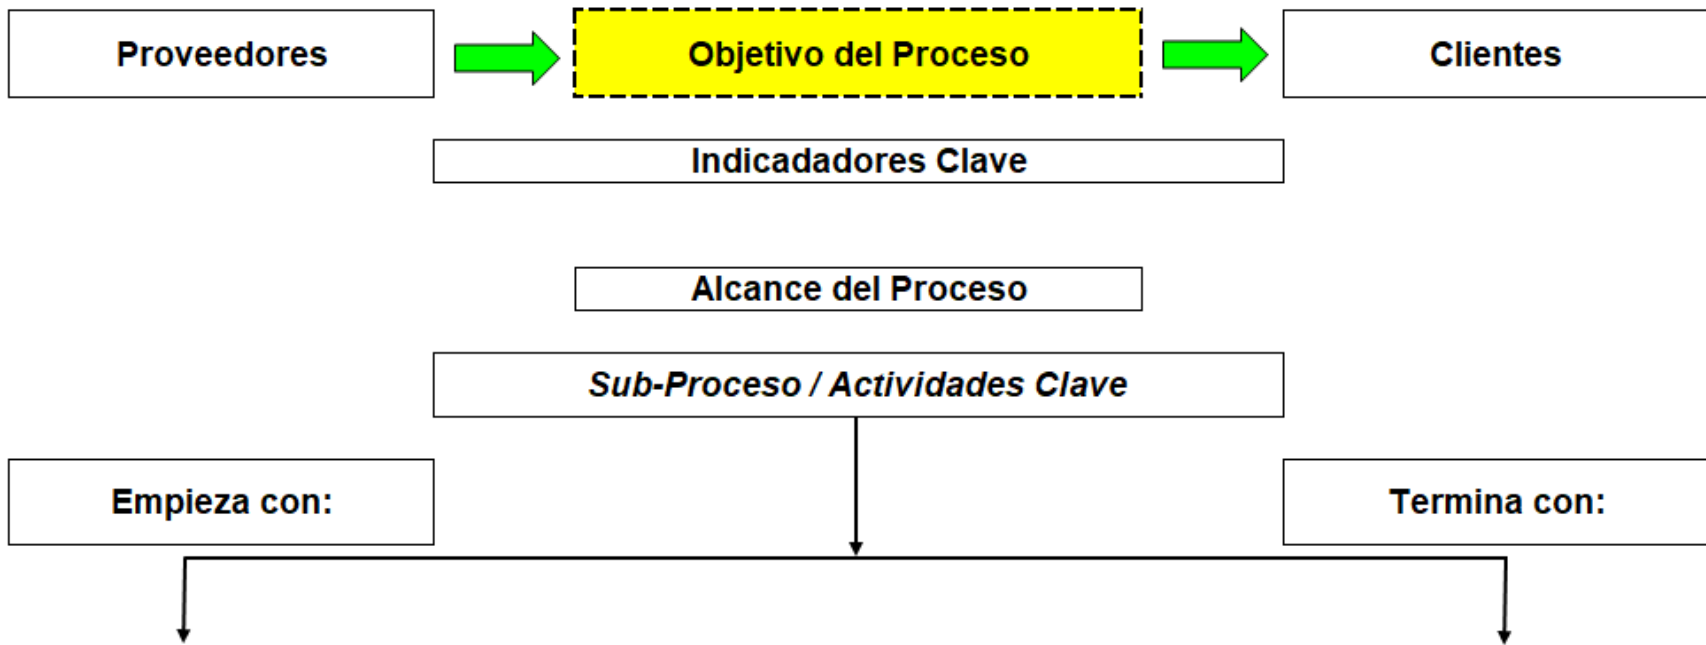 Proveedores
Objetivo del Proceso
Clientes
Indicadadores Clave
Alcance del Proceso
Sub-Proceso / Actividades Clave
Empieza con:
Termina con: